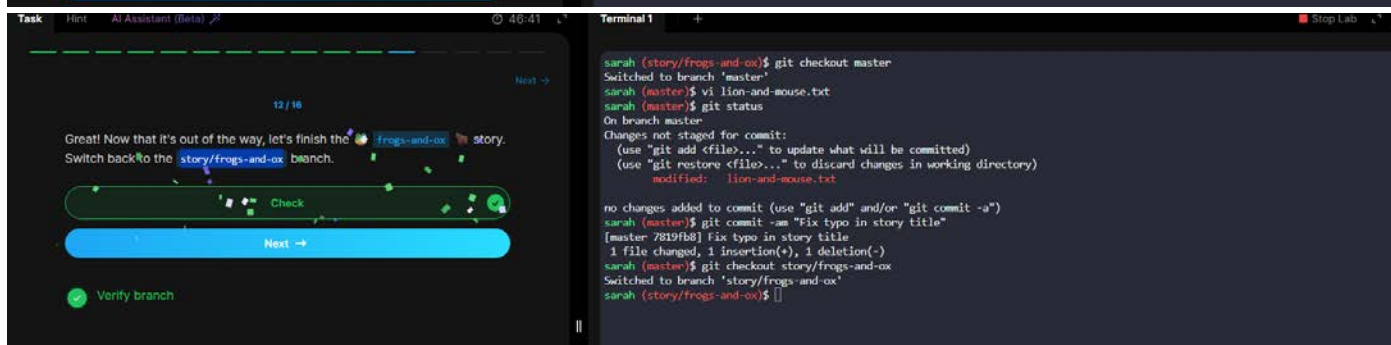 Task Hint AI Assistant (Beta) 46:41
Next →
12 / 16
Great! Now that it's out of the way, let's finish the frogs-and-ox story.
Switch back to the story/frogs-and-ox branch.
Check
Next →
Verify branch
Terminal 1 + Stop Lab
sarah (story/frogs-and-ox)$ git checkout master
Switched to branch 'master'
sarah (master)$ vi lion-and-mouse.txt
sarah (master)$ git status
On branch master
Changes not staged for commit:
(use "git add <file>..." to update what will be committed)
(use "git restore <file>..." to discard changes in working directory)
modified: lion-and-mouse.txt
no changes added to commit (use "git add" and/or "git commit -a")
sarah (master)$ git commit -am "Fix typo in story title"
[master 7819fb8] Fix typo in story title
1 file changed, 1 insertion(+), 1 deletion(-)
sarah (master)$ git checkout story/frogs-and-ox
Switched to branch 'story/frogs-and-ox'
sarah (story/frogs-and-ox)$